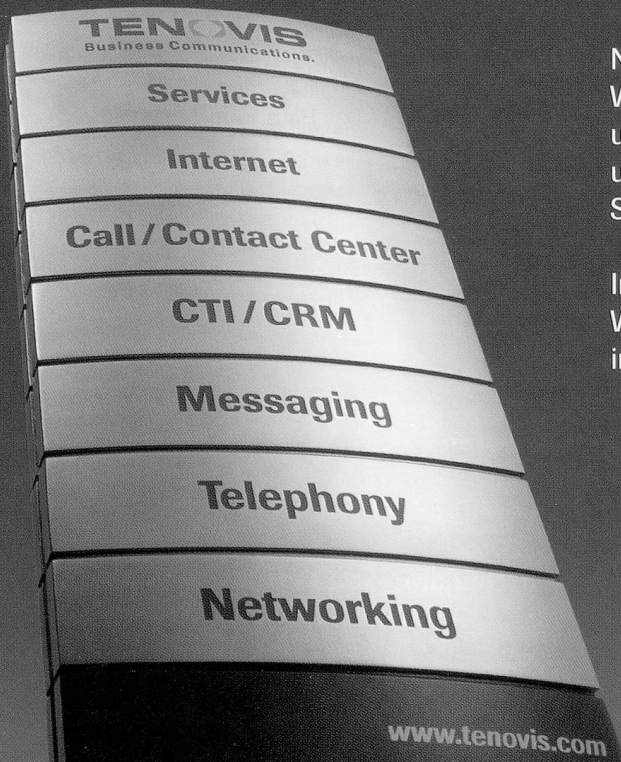 TENOVIS
Business Communications.
Services
Internet
Call / Contact Center
CTI / CRM
Messaging
Telephony
Networking
www.tenovis.com